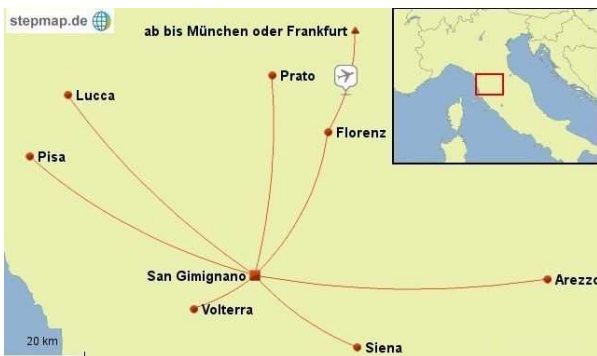 stepmap.de
ab bis München oder Frankfurt
Prato
Lucca
Florenz
Pisa
San Gimignano
Arezzo
Volterra
20 km
Siena